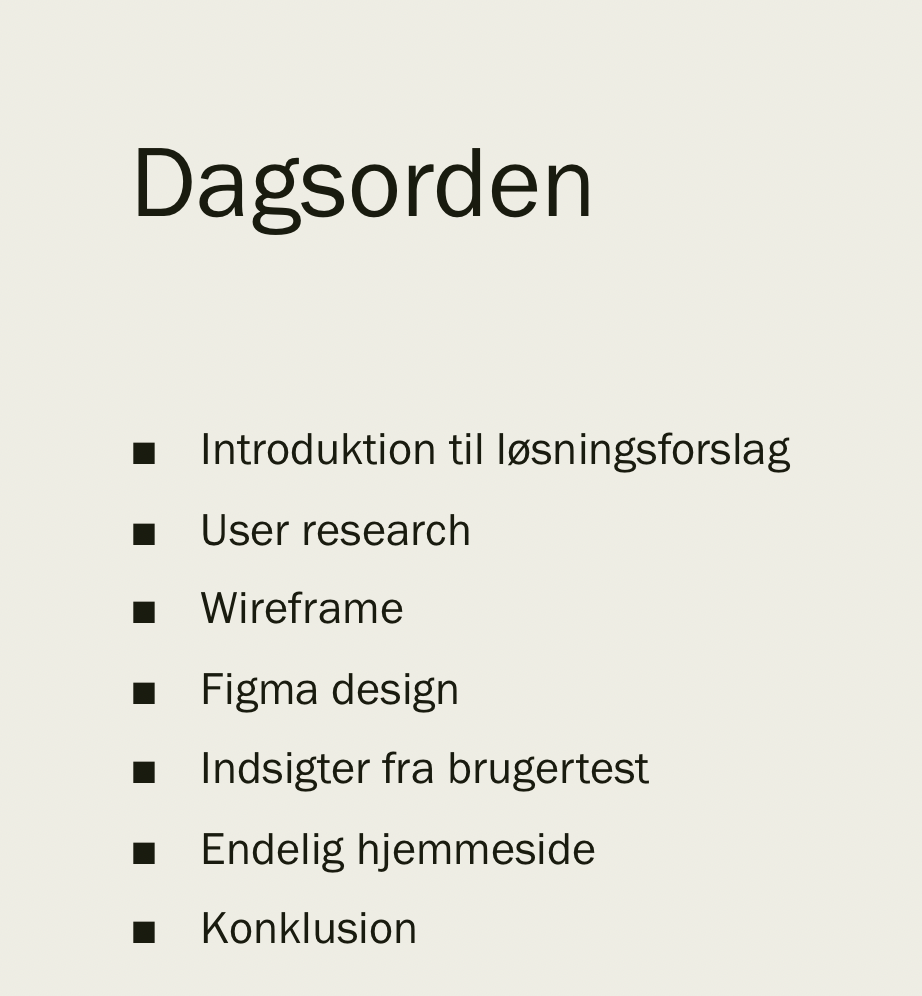 Dagsorden
▪ Introduktion til løsningsforslag
▪ User research
▪ Wireframe
▪ Figma design
▪ Indsigter fra brugertest
▪ Endelig hjemmeside
▪ Konklusion